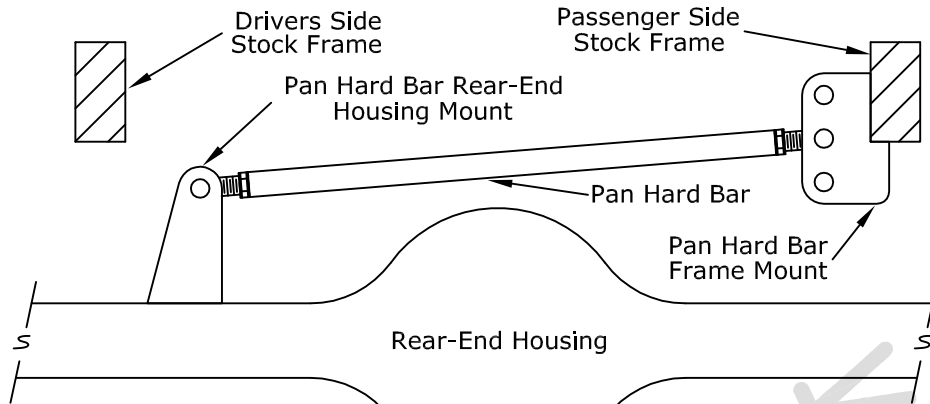 Drivers Side
Stock Frame
Passenger Side
Stock Frame
Pan Hard Bar Rear-End
Housing Mount
Pan Hard Bar
Pan Hard Bar
Frame Mount
Rear-End Housing
S
S